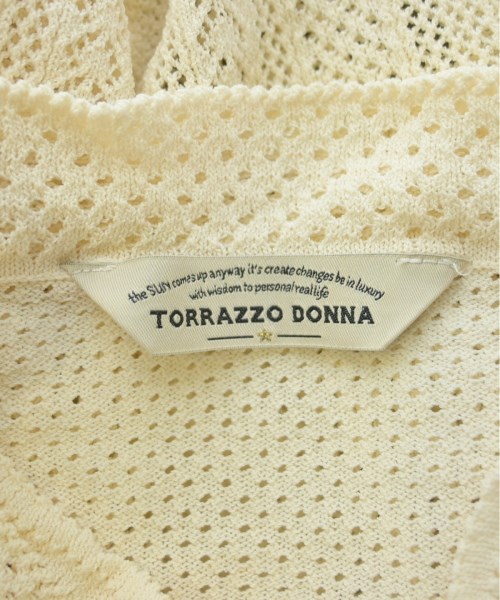 the SUN comes up anyway it's create changes be in luxury
with wisdom to personal real life
TORRAZZO DONNA